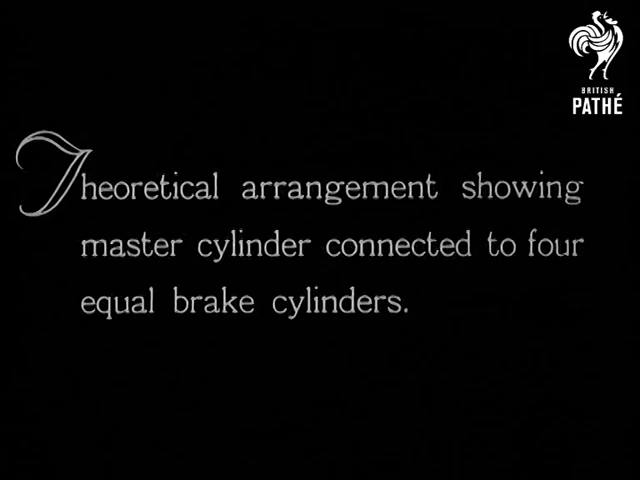 BRITISH
PATHÉ
Theoretical arrangement showing
master cylinder connected to four
equal brake cylinders.